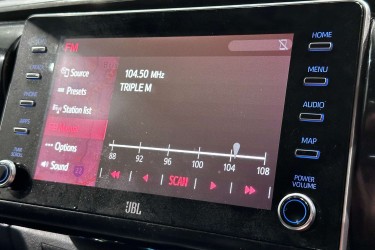 FM
HOME
Source
104.50 MHz
TRIPLE M
Presets
MENU
Station list
AUDIO
Options
88 92 96 100 104 108
MAP
Sound
SCAN
POWER
VOLUME
JBL